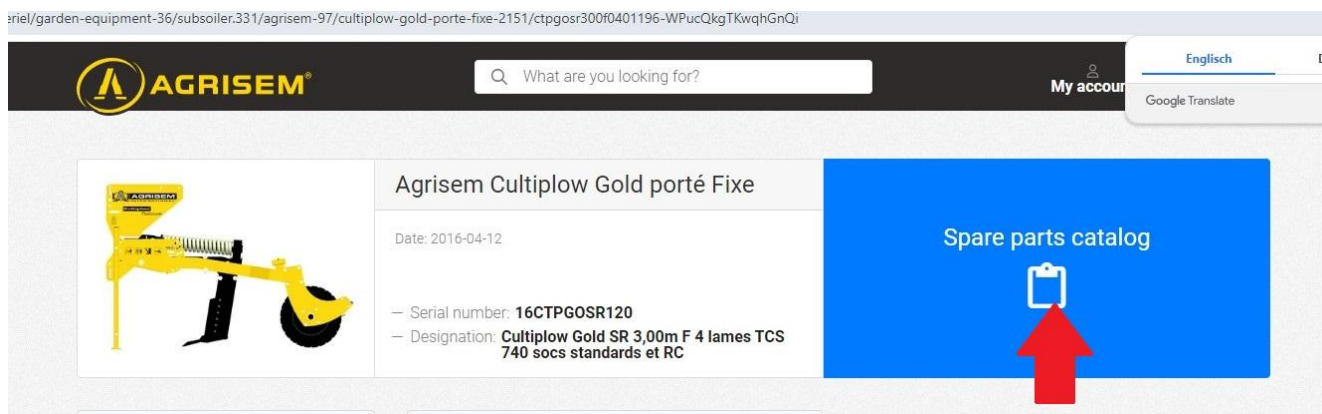 eriel/garden-equipment-36/subsoiler.331/agrisem-97/cultiplow-gold-porte-fixe-2151/ctpgosr300f0401196-WPucQkgTKwqhGnQi
AGRISEM®
What are you looking for?
My accour
Englisch
Google Translate
AGRISEM
Agrisem Cultiplow Gold porté Fixe
Date: 2016-04-12
– Serial number: 16CTPGOSR120
– Designation: Cultiplow Gold SR 3,00m F 4 lames TCS
740 socs standards et RC
Spare parts catalog